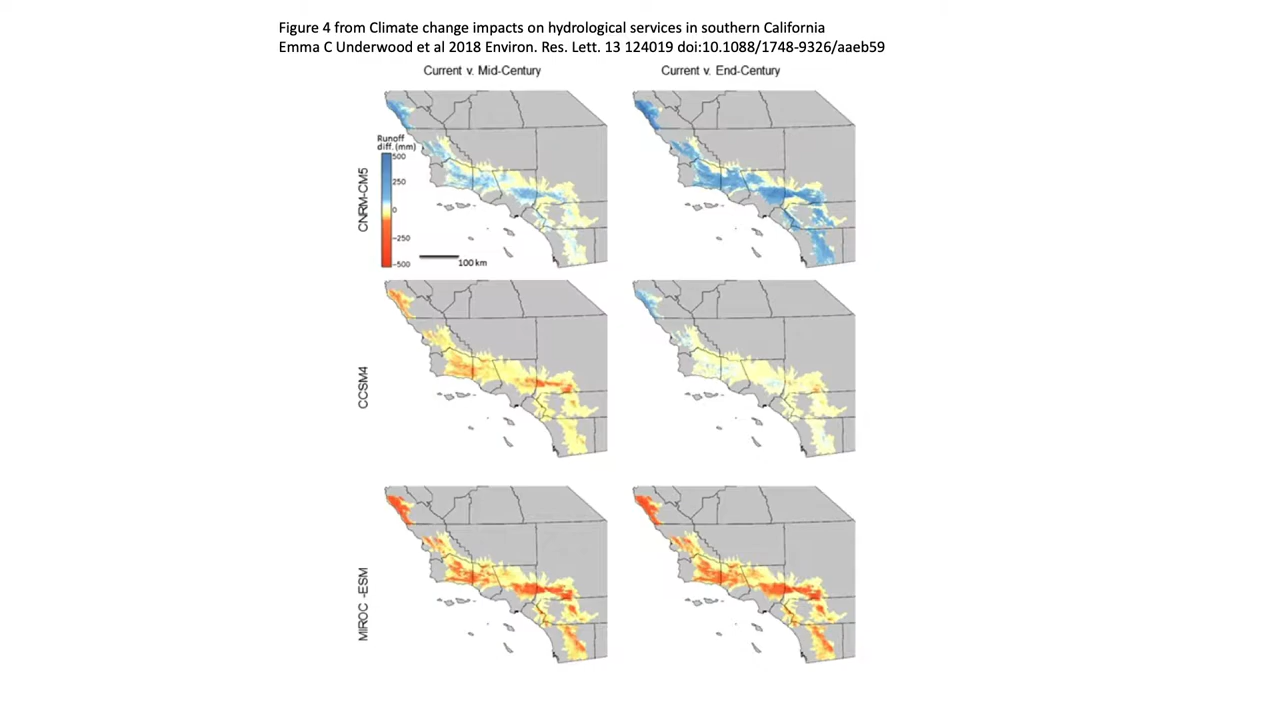 Figure 4 from Climate change impacts on hydrological services in southern California
Emma C Underwood et al 2018 Environ. Res. Lett. 13 124019 doi:10.1088/1748-9326/aaeb59
Current v. Mid-Century
Current v. End-Century
Runoff
diff. (mm)
500
250
0
−250
−500
100 km
CNRM-CM5
CCSM4
MIROC -ESM